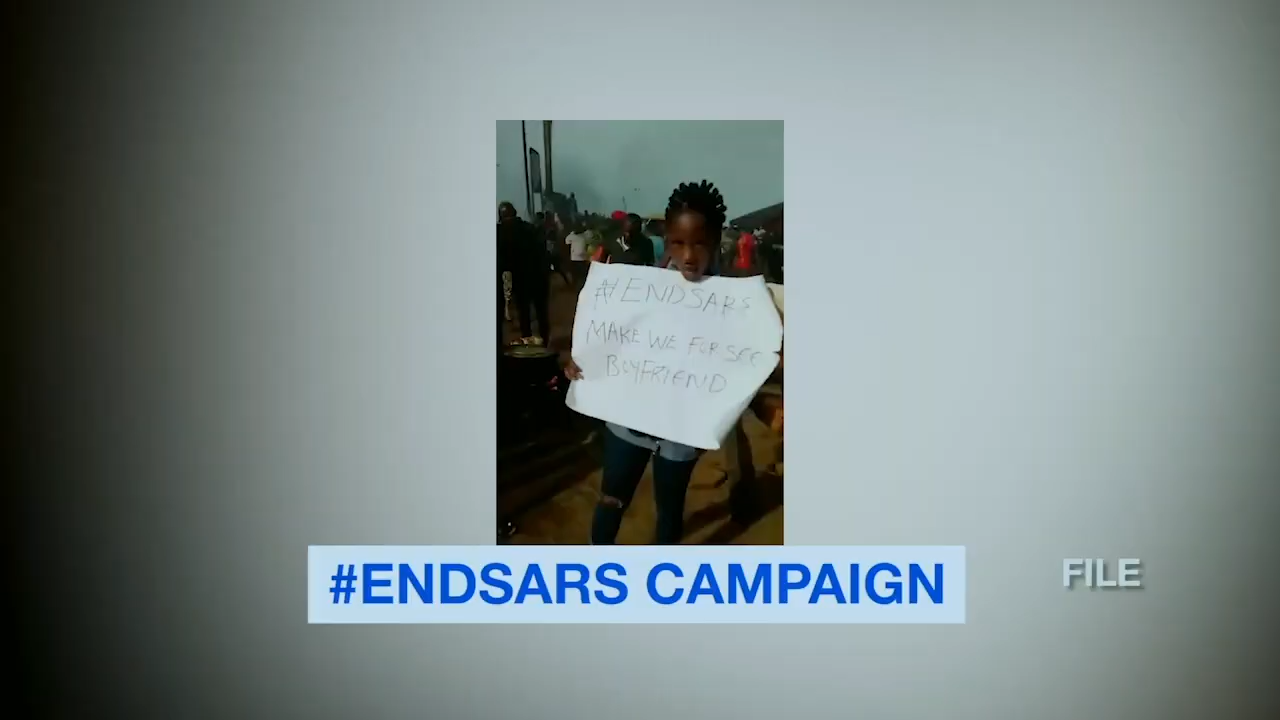 #ENDSARS
MAKE WE FOR SEE
BOYFRIEND
#ENDSARS CAMPAIGN
FILE